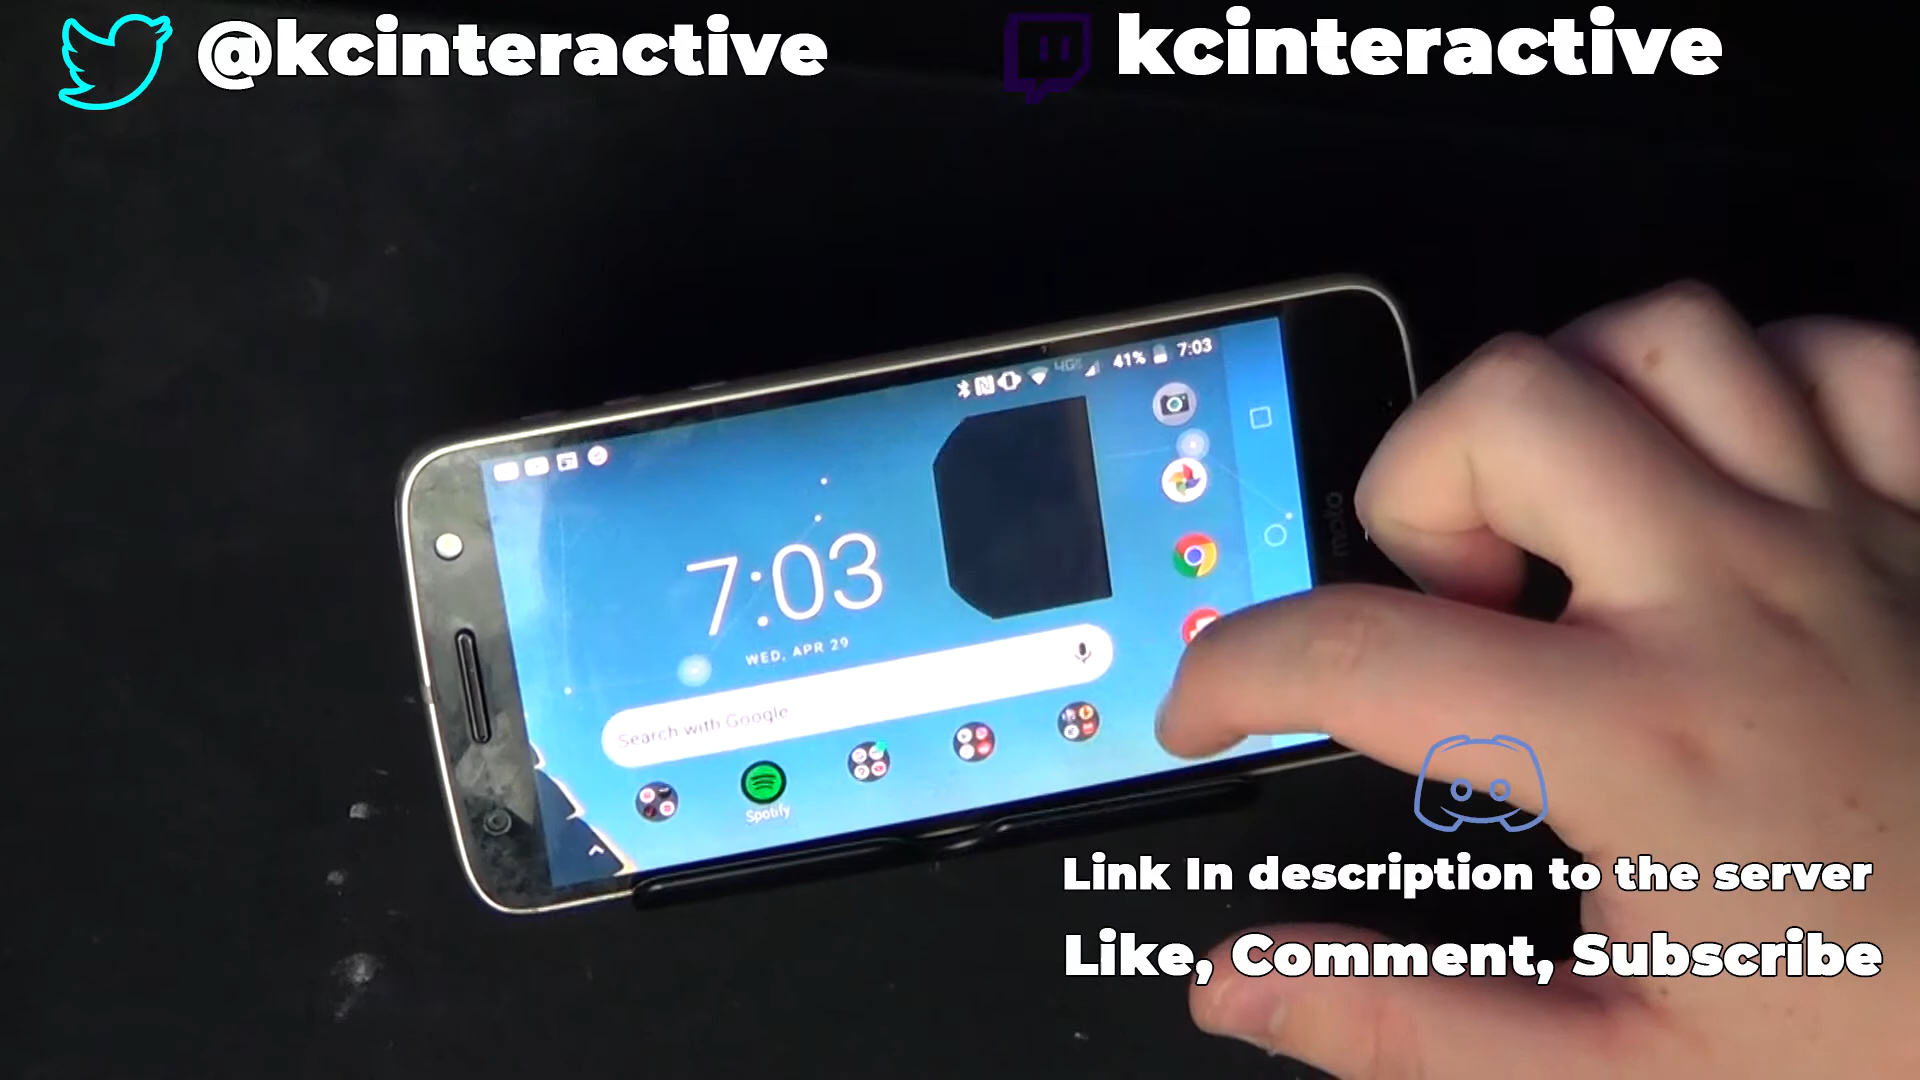 @kcinteractive
kcinteractive
4G
41%
7:03
7:03
WED, APR 29
Search with Google
Spotify
moto
Link In description to the server
Like, Comment, Subscribe